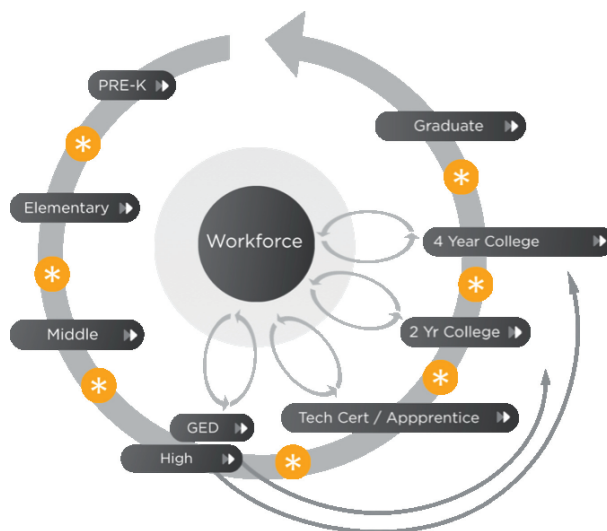 PRE-K
Elementary
Middle
GED
High
Tech Cert / Appprentice
2 Yr College
4 Year College
Graduate
Workforce